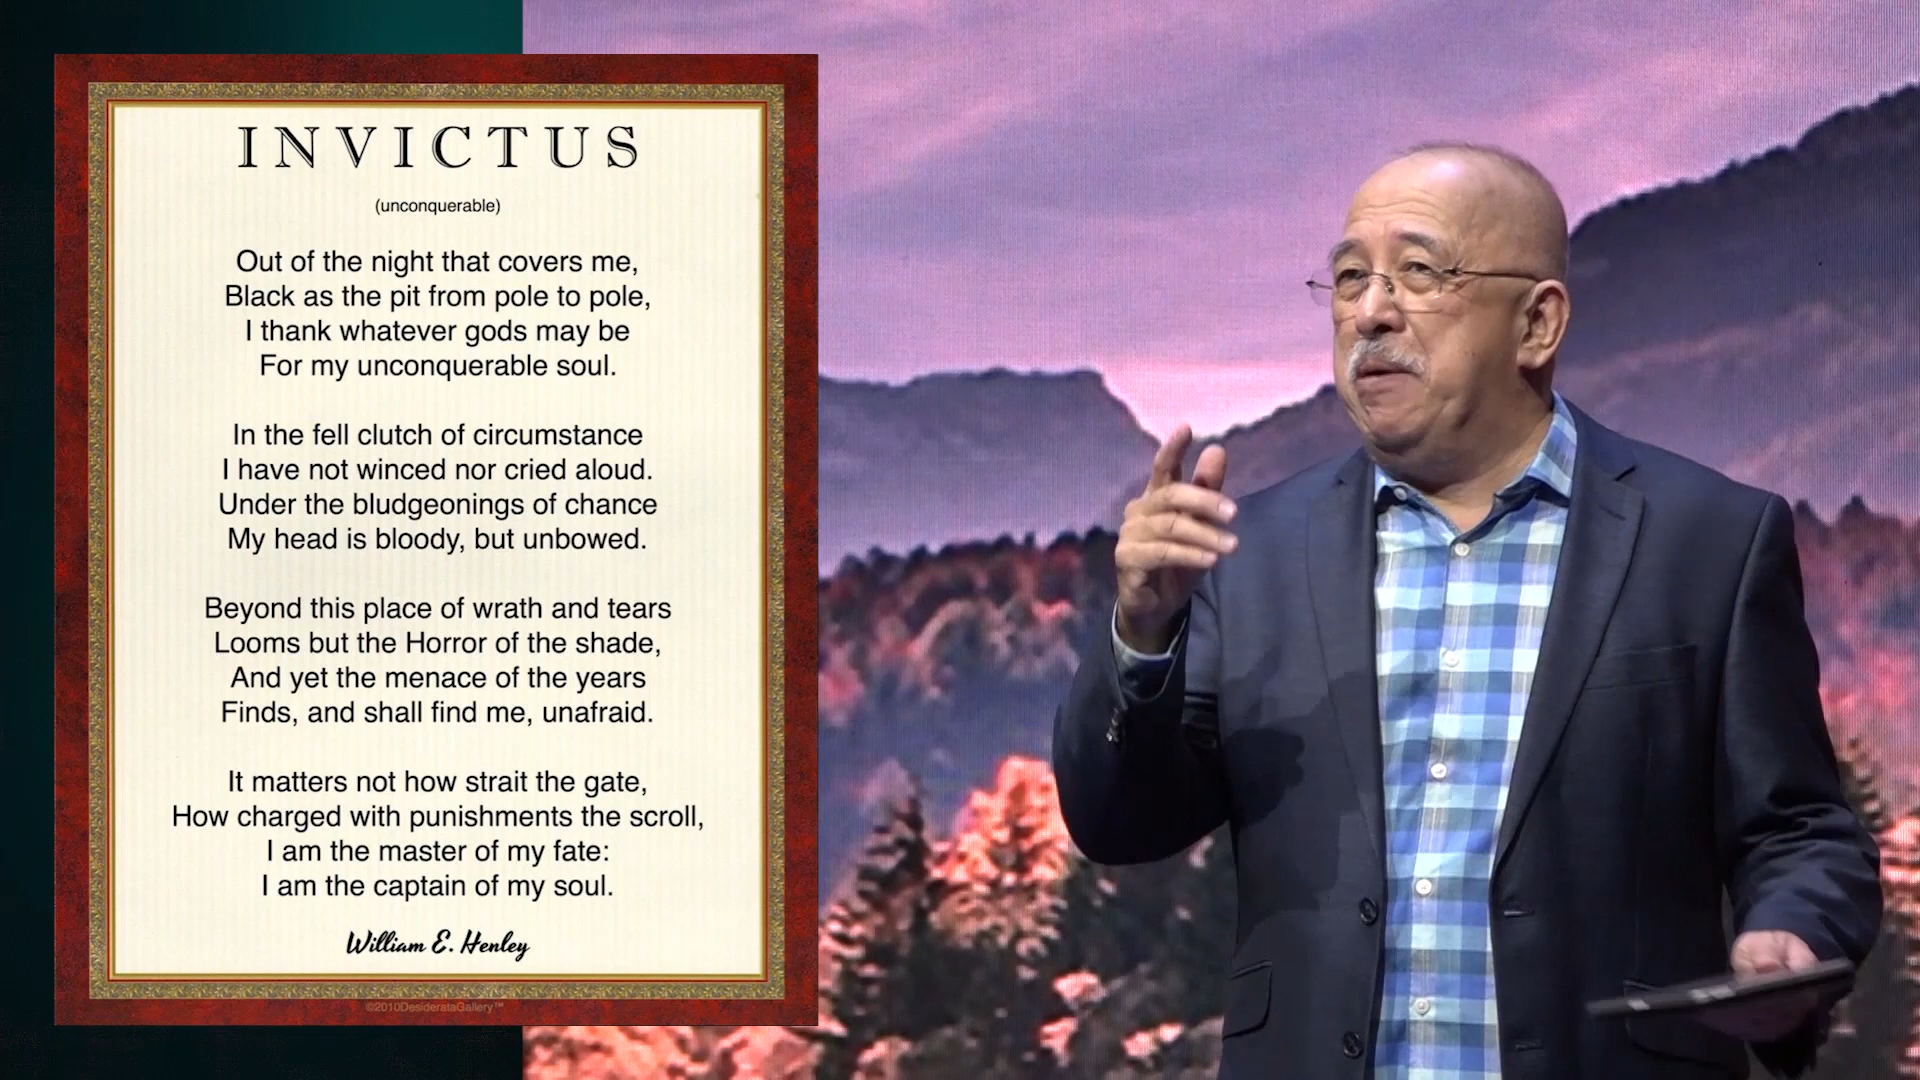 INVICTUS
(unconquerable)
Out of the night that covers me,
Black as the pit from pole to pole,
I thank whatever gods may be
For my unconquerable soul.
In the fell clutch of circumstance
I have not winced nor cried aloud.
Under the bludgeonings of chance
My head is bloody, but unbowed.
Beyond this place of wrath and tears
Looms but the Horror of the shade,
And yet the menace of the years
Finds, and shall find me, unafraid.
It matters not how strait the gate,
How charged with punishments the scroll,
I am the master of my fate:
I am the captain of my soul.
William E. Henley
©2010DesiderataGallery™